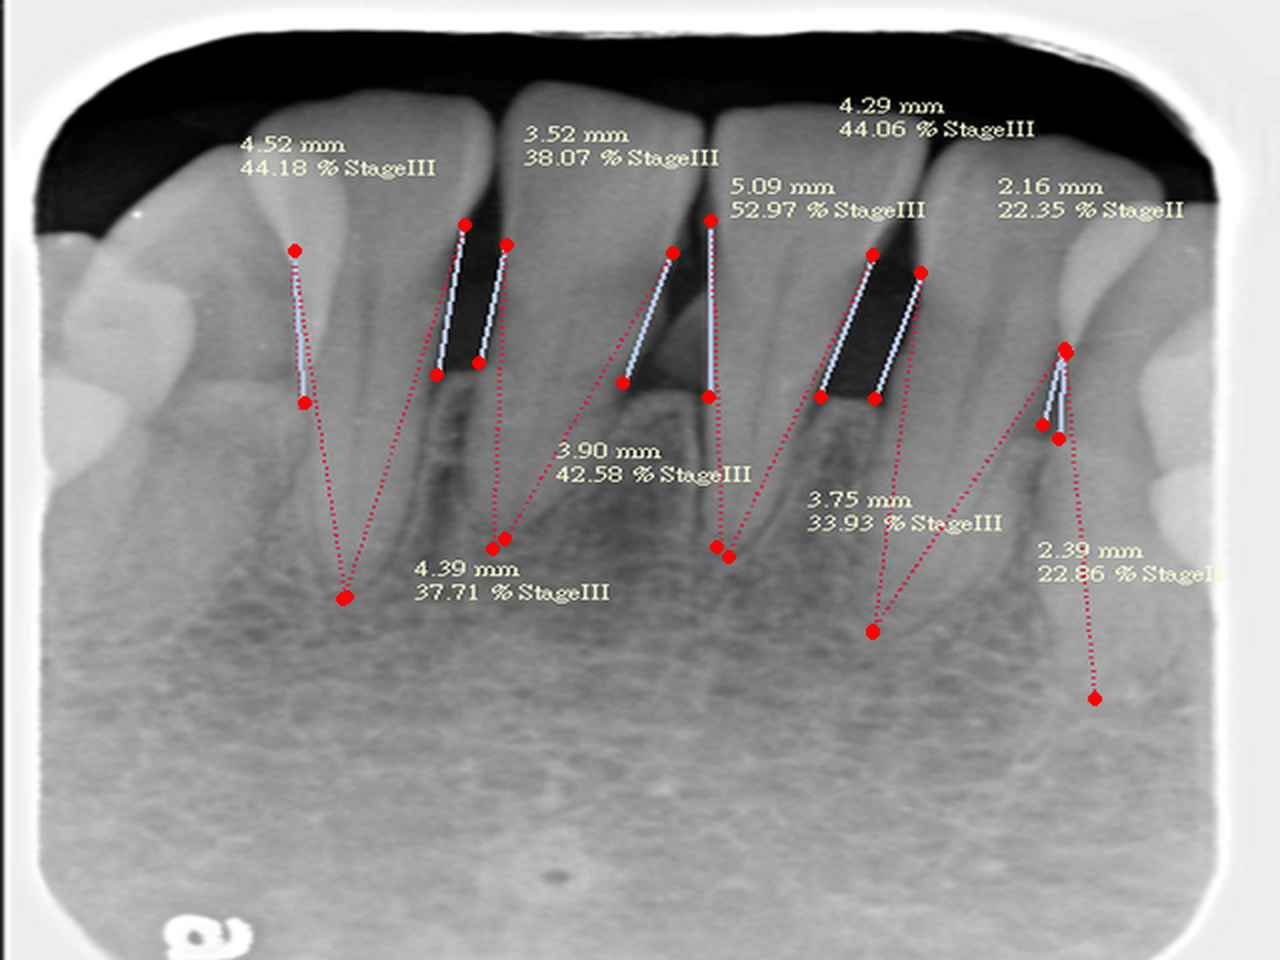 4.29 mm
44.06 % StageIII
3.52 mm
38.07 % StageIII
4.52 mm
44.18 % StageIII
5.09 mm
52.97 % StageIII
2.16 mm
22.35 % StageII
3.90 mm
42.58 % StageIII
3.75 mm
33.93 % StageIII
4.39 mm
37.71 % StageIII
2.39 mm
22.86 % StageII